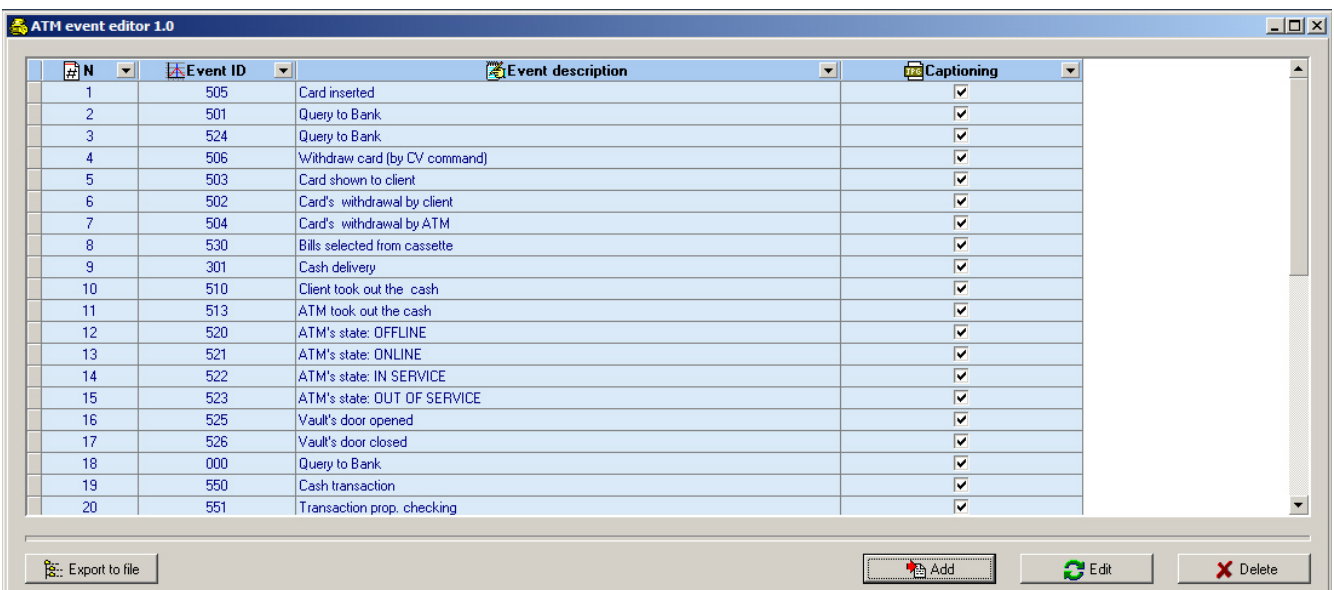 ATM event editor 1.0
N Event ID Event description Captioning
1 505 Card inserted
2 501 Query to Bank
3 524 Query to Bank
4 506 Withdraw card (by CV command)
5 503 Card shown to client
6 502 Card's  withdrawal by client
7 504 Card's  withdrawal by ATM
8 530 Bills selected from cassette
9 301 Cash delivery
10 510 Client took out the  cash
11 513 ATM took out the cash
12 520 ATM's state: OFFLINE
13 521 ATM's state: ONLINE
14 522 ATM's state: IN SERVICE
15 523 ATM's state: OUT OF SERVICE
16 525 Vault's door opened
17 526 Vault's door closed
18 000 Query to Bank
19 550 Cash transaction
20 551 Transaction prop. checking
Export to file Add Edit Delete